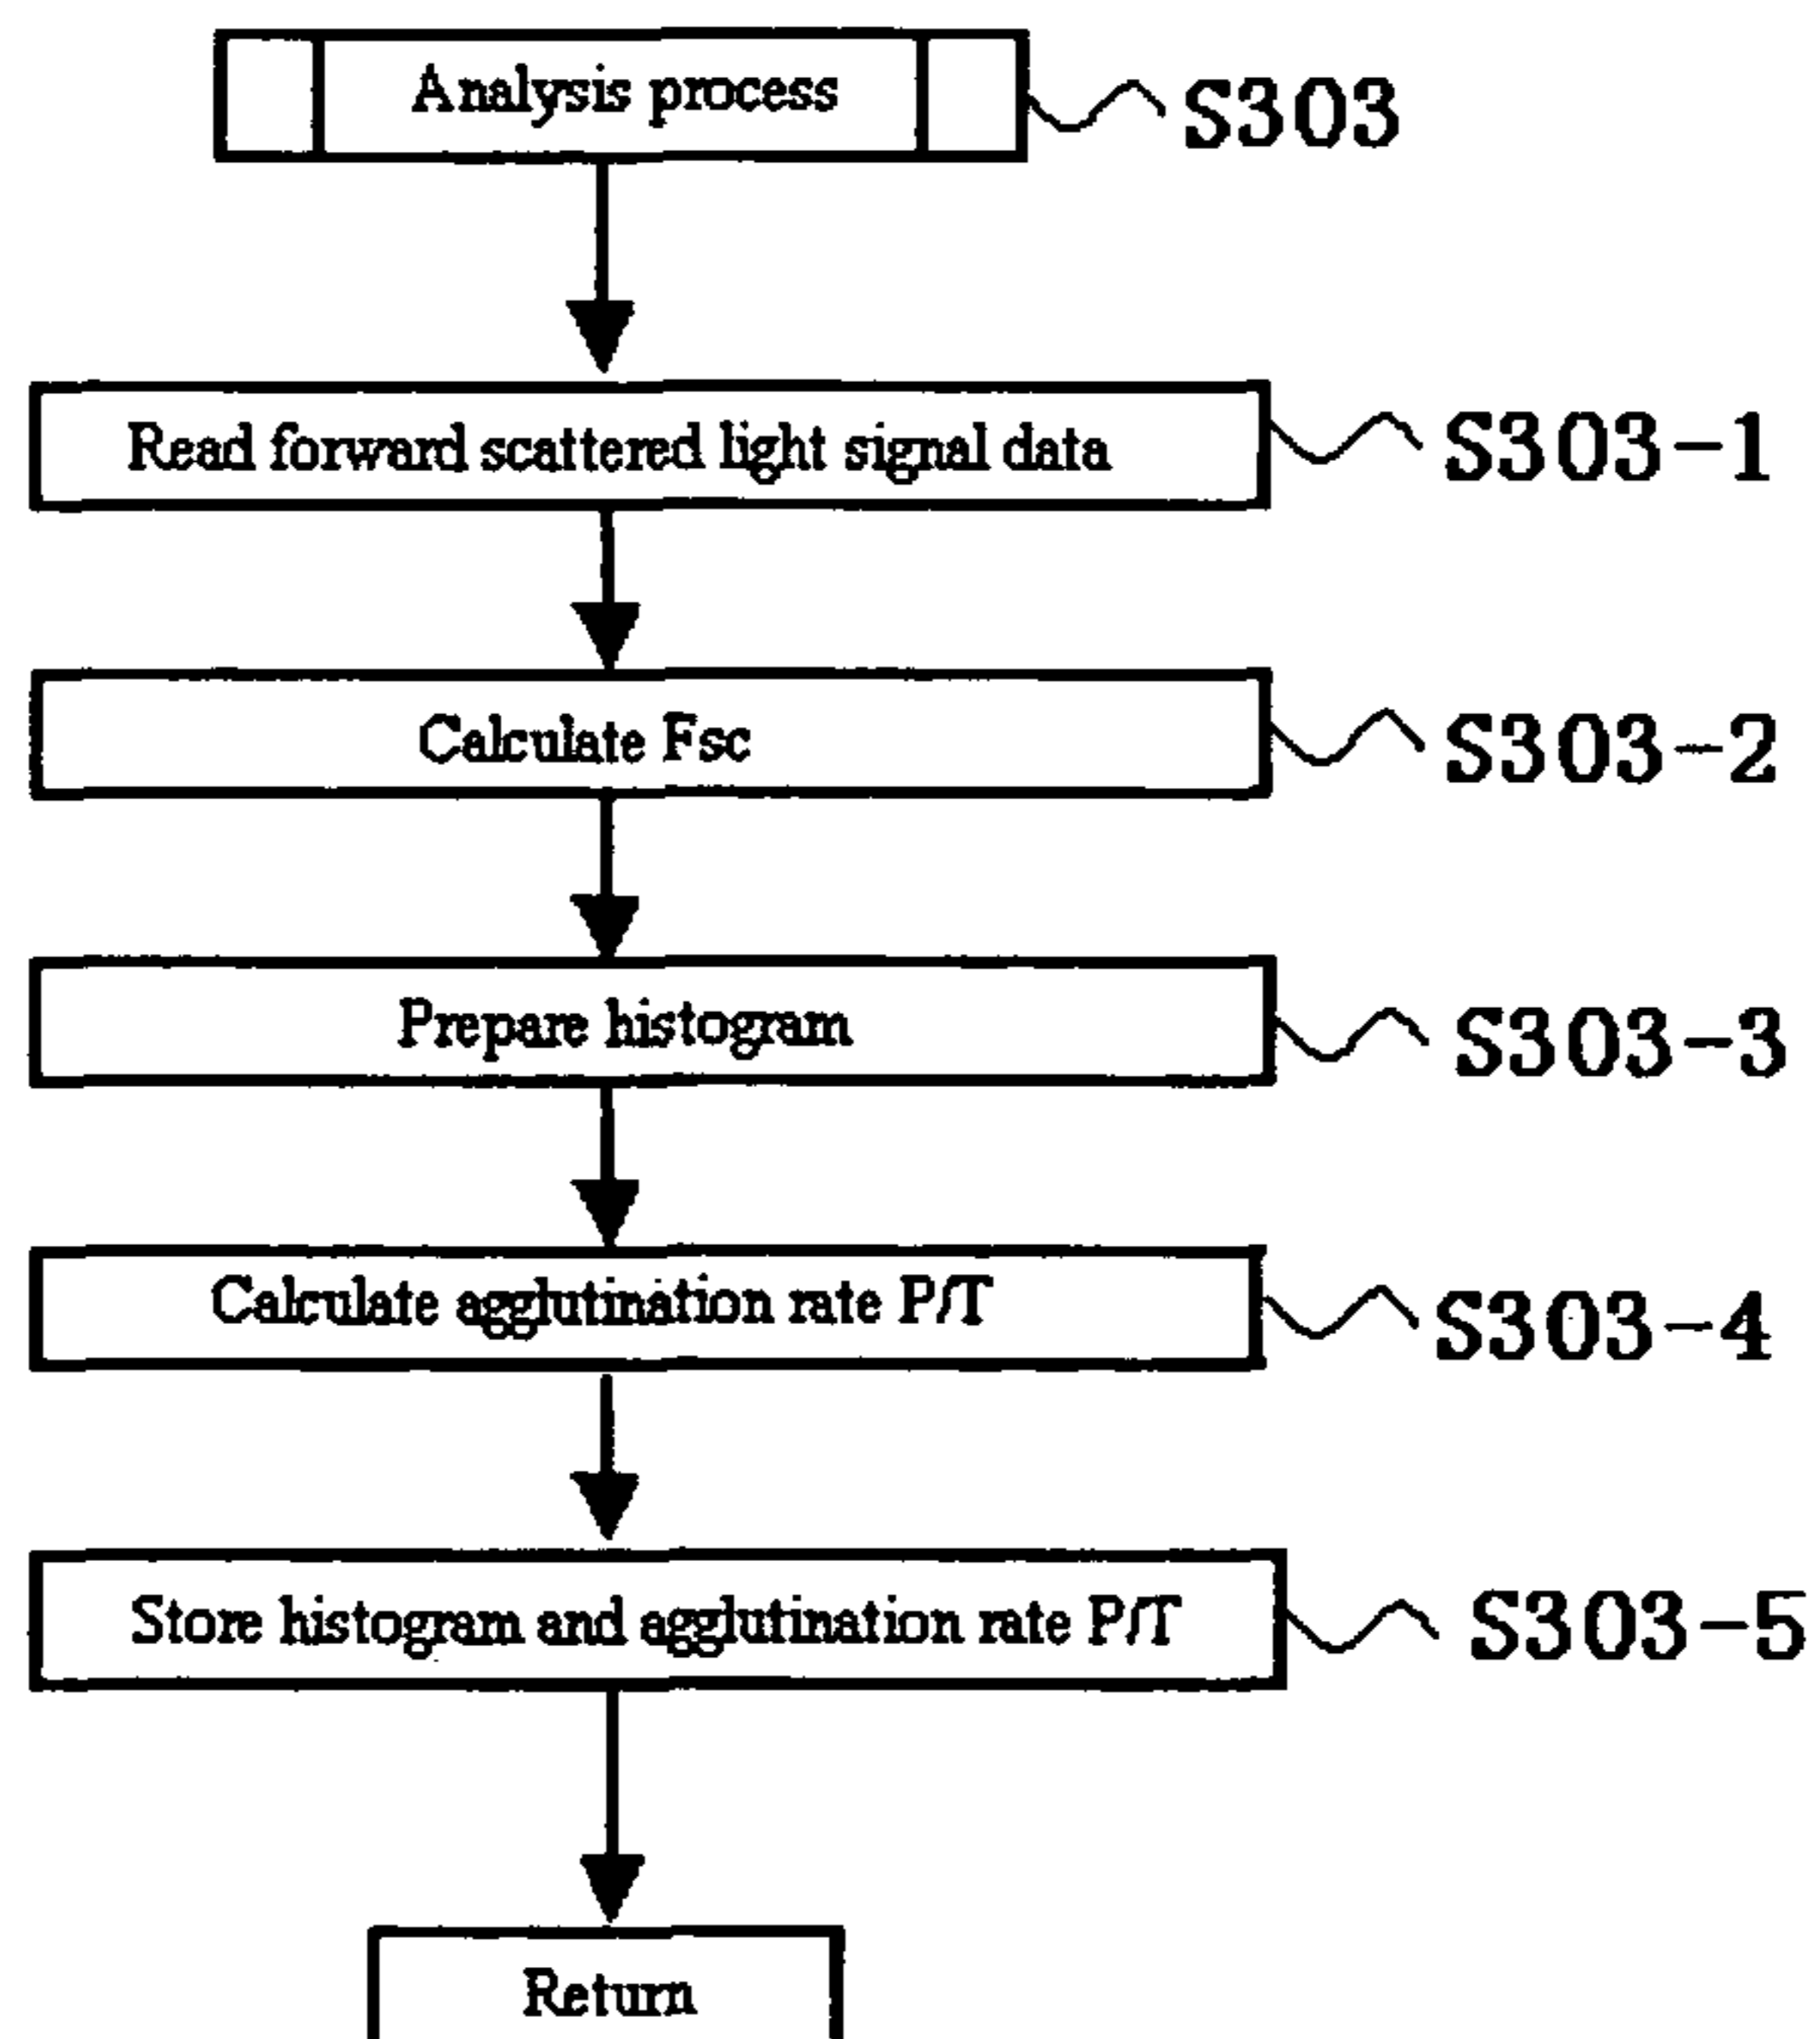 Analysis process
S303
Read forward scattered light signal data
S303-1
Calculate Fsc
S303-2
Prepare histogram
S303-3
Calculate agglutination rate P/T
S303-4
Store histogram and agglutination rate P/T
S303-5
Return